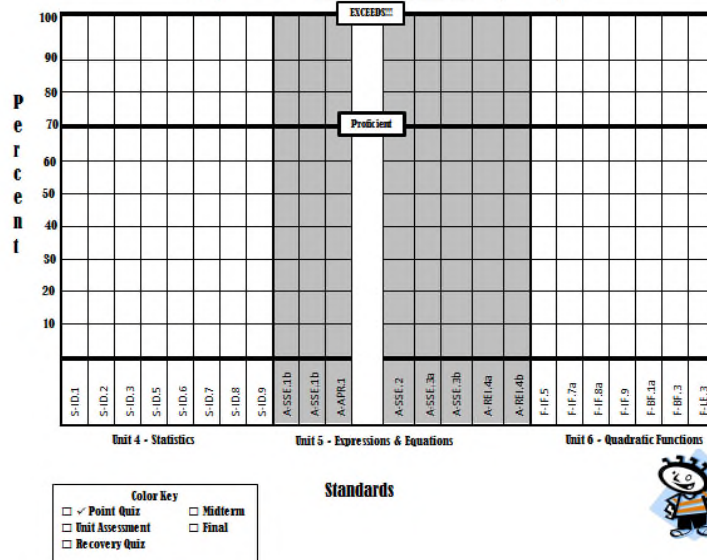 EXCEEDS!!!
100
90
80
70
60
50
40
30
20
10
Percent
Proficient
S-ID.1
S-ID.2
S-ID.3
S-ID.5
S-ID.6
S-ID.7
S-ID.8
S-ID.9
A-SSE.1b
A-SSE.1b
A-APR.1
A-SSE.2
A-SSE.3a
A-SSE.3b
A-REI.4a
A-REI.4b
F-IF.5
F-IF.7a
F-IF.8a
F-IF.9
F-BF.1a
F-BF.3
F-LE.3
Unit 4 - Statistics
Unit 5 - Expressions & Equations
Unit 6 - Quadratic Functions
Standards
Color Key
☐ ✓ Point Quiz ☐ Midterm
☐ Unit Assessment ☐ Final
☐ Recovery Quiz